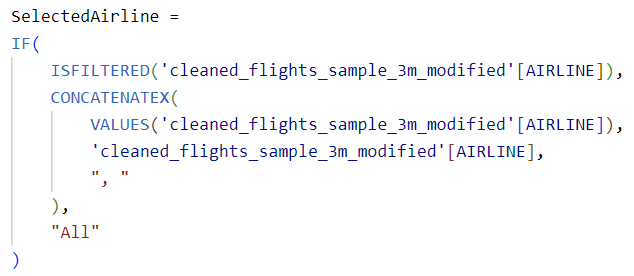 SelectedAirline =
IF(
ISFILTERED('cleaned_flights_sample_3m_modified'[AIRLINE]),
CONCATENATEX(
VALUES('cleaned_flights_sample_3m_modified'[AIRLINE]),
'cleaned_flights_sample_3m_modified'[AIRLINE],
", "
),
"All"
)